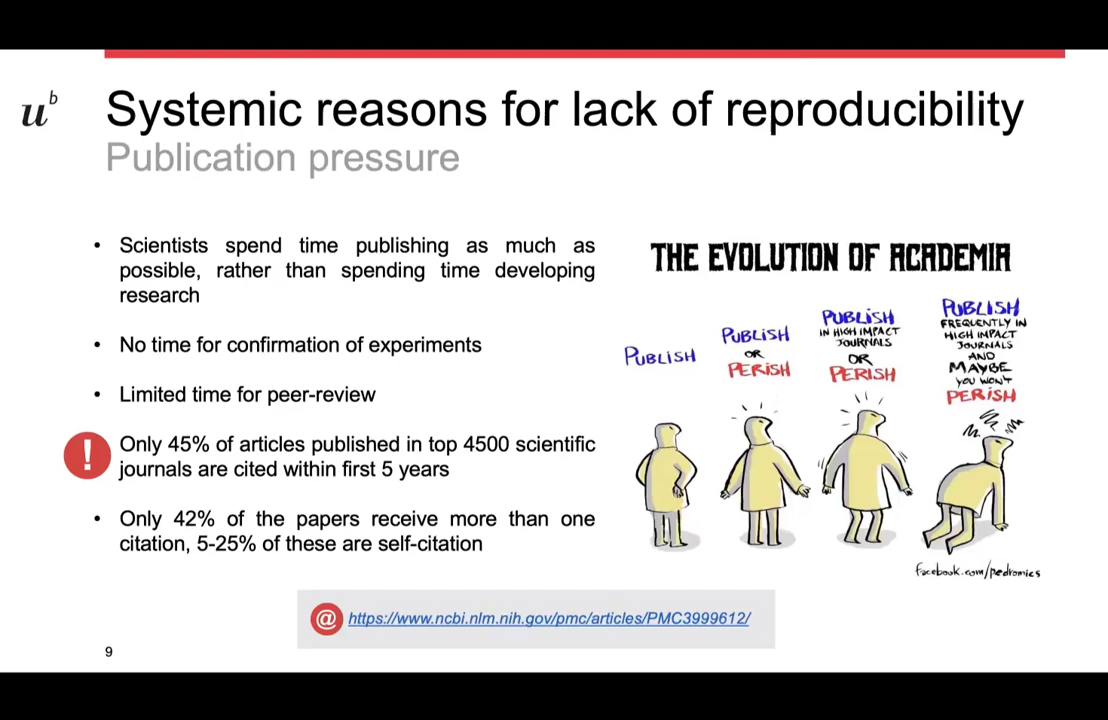 u^b
Systemic reasons for lack of reproducibility
Publication pressure
• Scientists spend time publishing as much as
possible, rather than spending time developing
research
• No time for confirmation of experiments
• Limited time for peer-review
! Only 45% of articles published in top 4500 scientific
journals are cited within first 5 years
• Only 42% of the papers receive more than one
citation, 5-25% of these are self-citation
THE EVOLUTION OF ACADEMIA
PUBLISH
PUBLISH
OR
PERISH
PUBLISH
IN HIGH IMPACT
JOURNALS
OR
PERISH
PUBLISH
FREQUENTLY IN
HIGH IMPACT
JOURNALS
AND
MAYBE
YOU WON'T
PERISH
facebook.com/pedromics
@ https://www.ncbi.nlm.nih.gov/pmc/articles/PMC3999612/
9